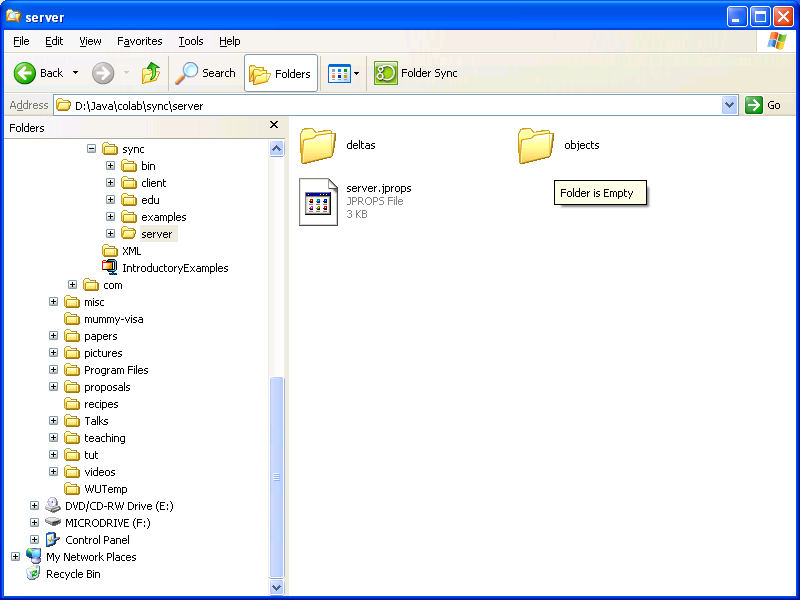 server
File Edit View Favorites Tools Help
Back Search Folders Folder Sync
Address D:\Java\colab\sync\server Go
Folders
sync
bin
client
edu
examples
server
XML
IntroductoryExamples
com
misc
mummy-visa
papers
pictures
Program Files
proposals
recipes
Talks
teaching
tut
videos
WUTemp
DVD/CD-RW Drive (E:)
MICRODRIVE (F:)
Control Panel
My Network Places
Recycle Bin
deltas
objects
server.jprops
JPROPS File
3 KB
Folder is Empty